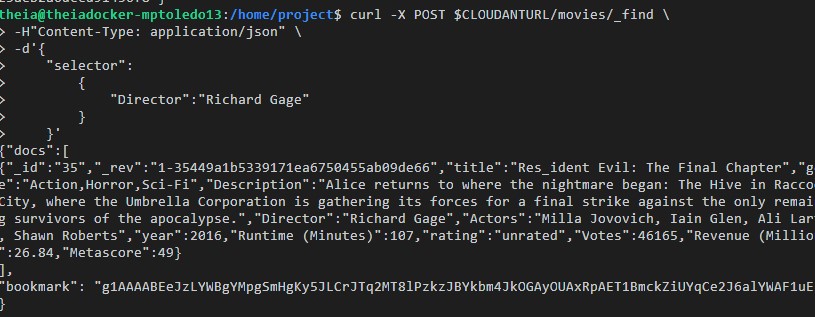 theia@theiadocker-mptoledo13:/home/project$ curl -X POST $CLOUDANTURL/movies/_find \
> -H"Content-Type: application/json" \
> -d'{
> "selector":
> {
> "Director":"Richard Gage"
> }
> }'
{"docs":[
{"_id":"35","_rev":"1-35449a1b5339171ea6750455ab09de66","title":"Res_ident Evil: The Final Chapter","g
e":"Action,Horror,Sci-Fi","Description":"Alice returns to where the nightmare began: The Hive in Racco
City, where the Umbrella Corporation is gathering its forces for a final strike against the only remai
g survivors of the apocalypse.","Director":"Richard Gage","Actors":"Milla Jovovich, Iain Glen, Ali Lar
, Shawn Roberts","year":2016,"Runtime (Minutes)":107,"rating":"unrated","Votes":46165,"Revenue (Millio
":26.84,"Metascore":49}
],
"bookmark": "g1AAAABEeJzLYWBgYMpgSmHgKy5JLCrJTq2MT8lPzkzJBYkbm4JkOGAyOUAxRpAET1BmckZiUYqCe2J6alYWAF1uE
}